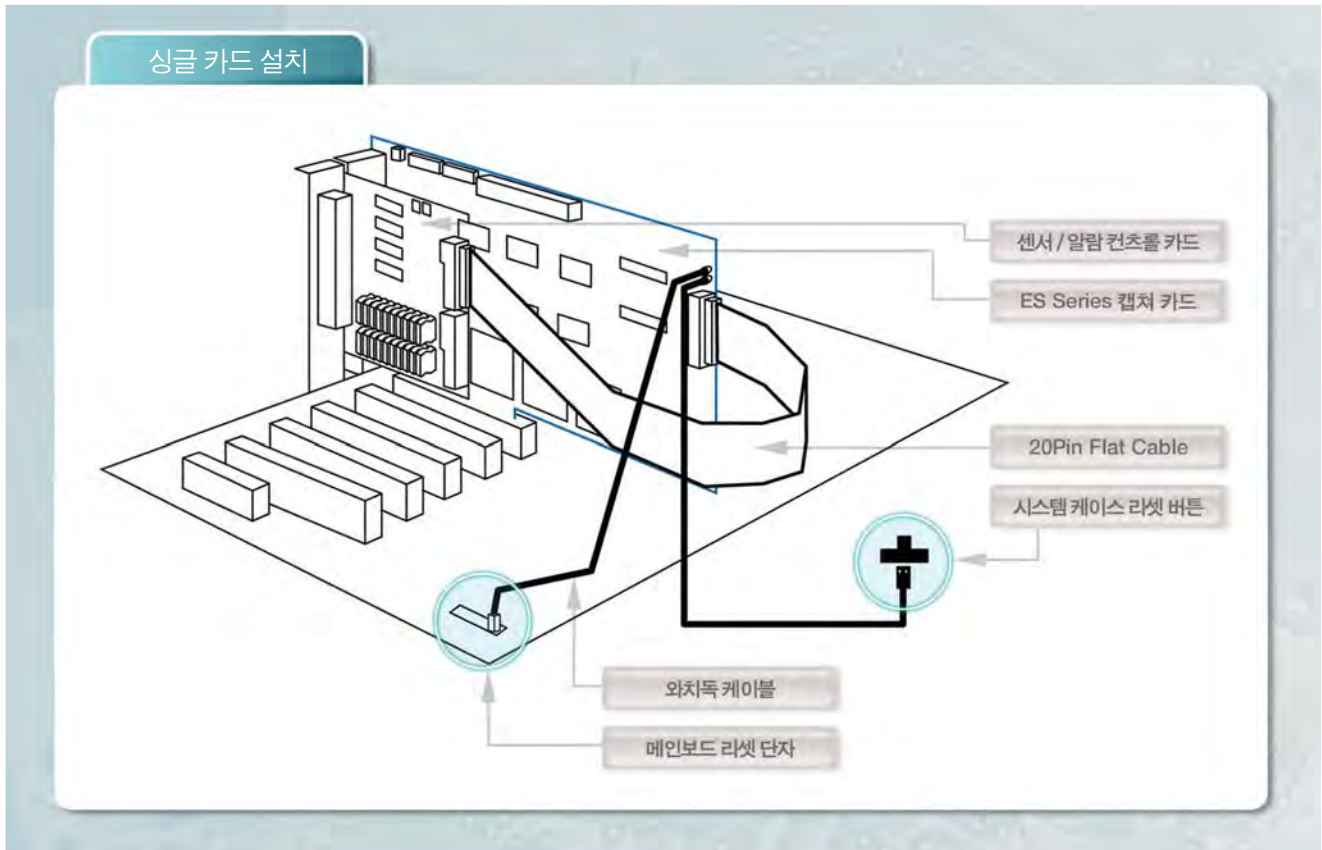 싱글 카드 설치
센서 / 알람 컨츠롤 카드
ES Series 캡쳐 카드
20Pin Flat Cable
시스템 케이스 리셋 버튼
와치독 케이블
메인보드 리셋 단자